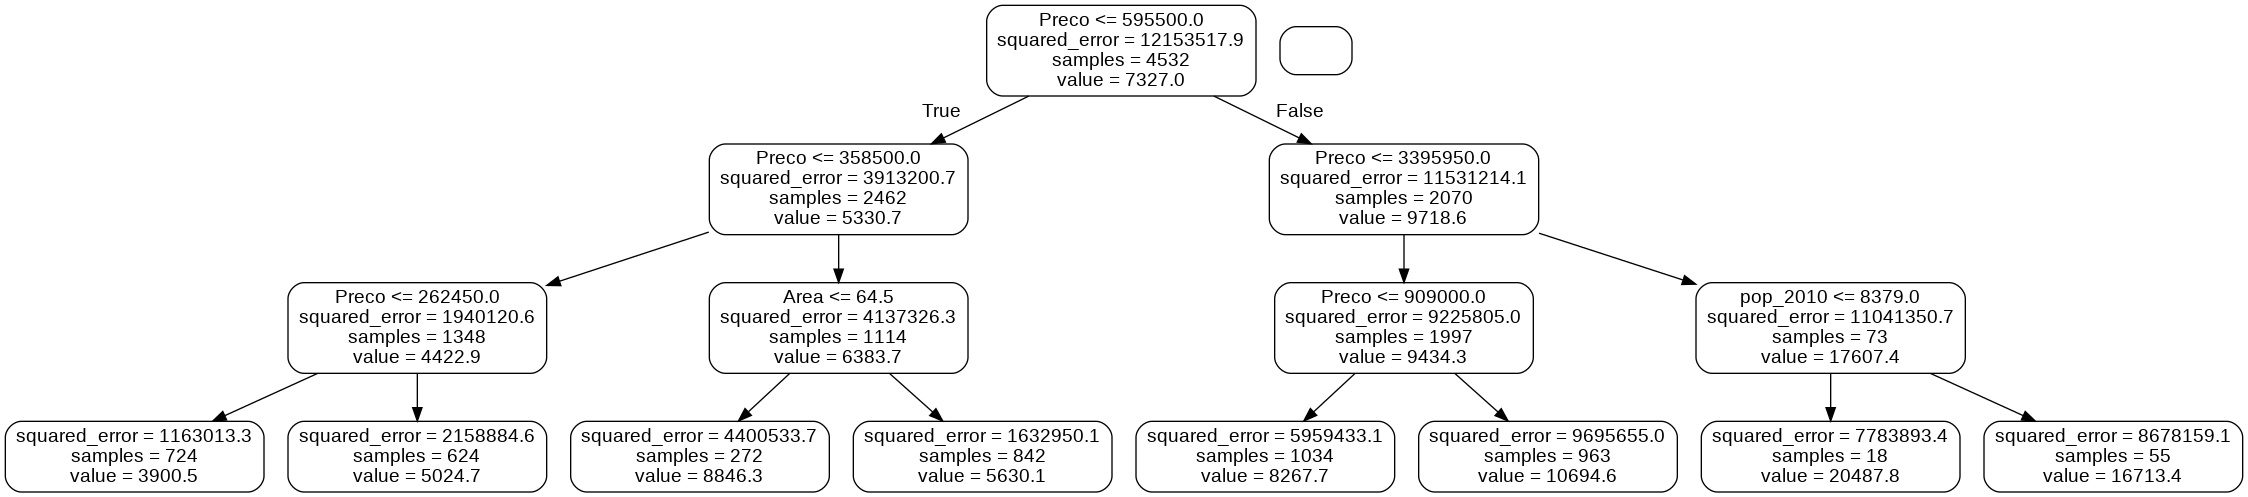 Preco <= 595500.0
squared_error = 12153517.9
samples = 4532
value = 7327.0
True
False
Preco <= 358500.0
squared_error = 3913200.7
samples = 2462
value = 5330.7
Preco <= 3395950.0
squared_error = 11531214.1
samples = 2070
value = 9718.6
Preco <= 262450.0
squared_error = 1940120.6
samples = 1348
value = 4422.9
Area <= 64.5
squared_error = 4137326.3
samples = 1114
value = 6383.7
Preco <= 909000.0
squared_error = 9225805.0
samples = 1997
value = 9434.3
pop_2010 <= 8379.0
squared_error = 11041350.7
samples = 73
value = 17607.4
squared_error = 1163013.3
samples = 724
value = 3900.5
squared_error = 2158884.6
samples = 624
value = 5024.7
squared_error = 4400533.7
samples = 272
value = 8846.3
squared_error = 1632950.1
samples = 842
value = 5630.1
squared_error = 5959433.1
samples = 1034
value = 8267.7
squared_error = 9695655.0
samples = 963
value = 10694.6
squared_error = 7783893.4
samples = 18
value = 20487.8
squared_error = 8678159.1
samples = 55
value = 16713.4